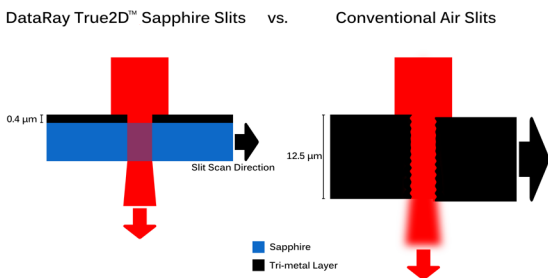 DataRay True2D™ Sapphire Slits vs. Conventional Air Slits
0.4 μm
12.5 μm
Slit Scan Direction
Sapphire
Tri-metal Layer